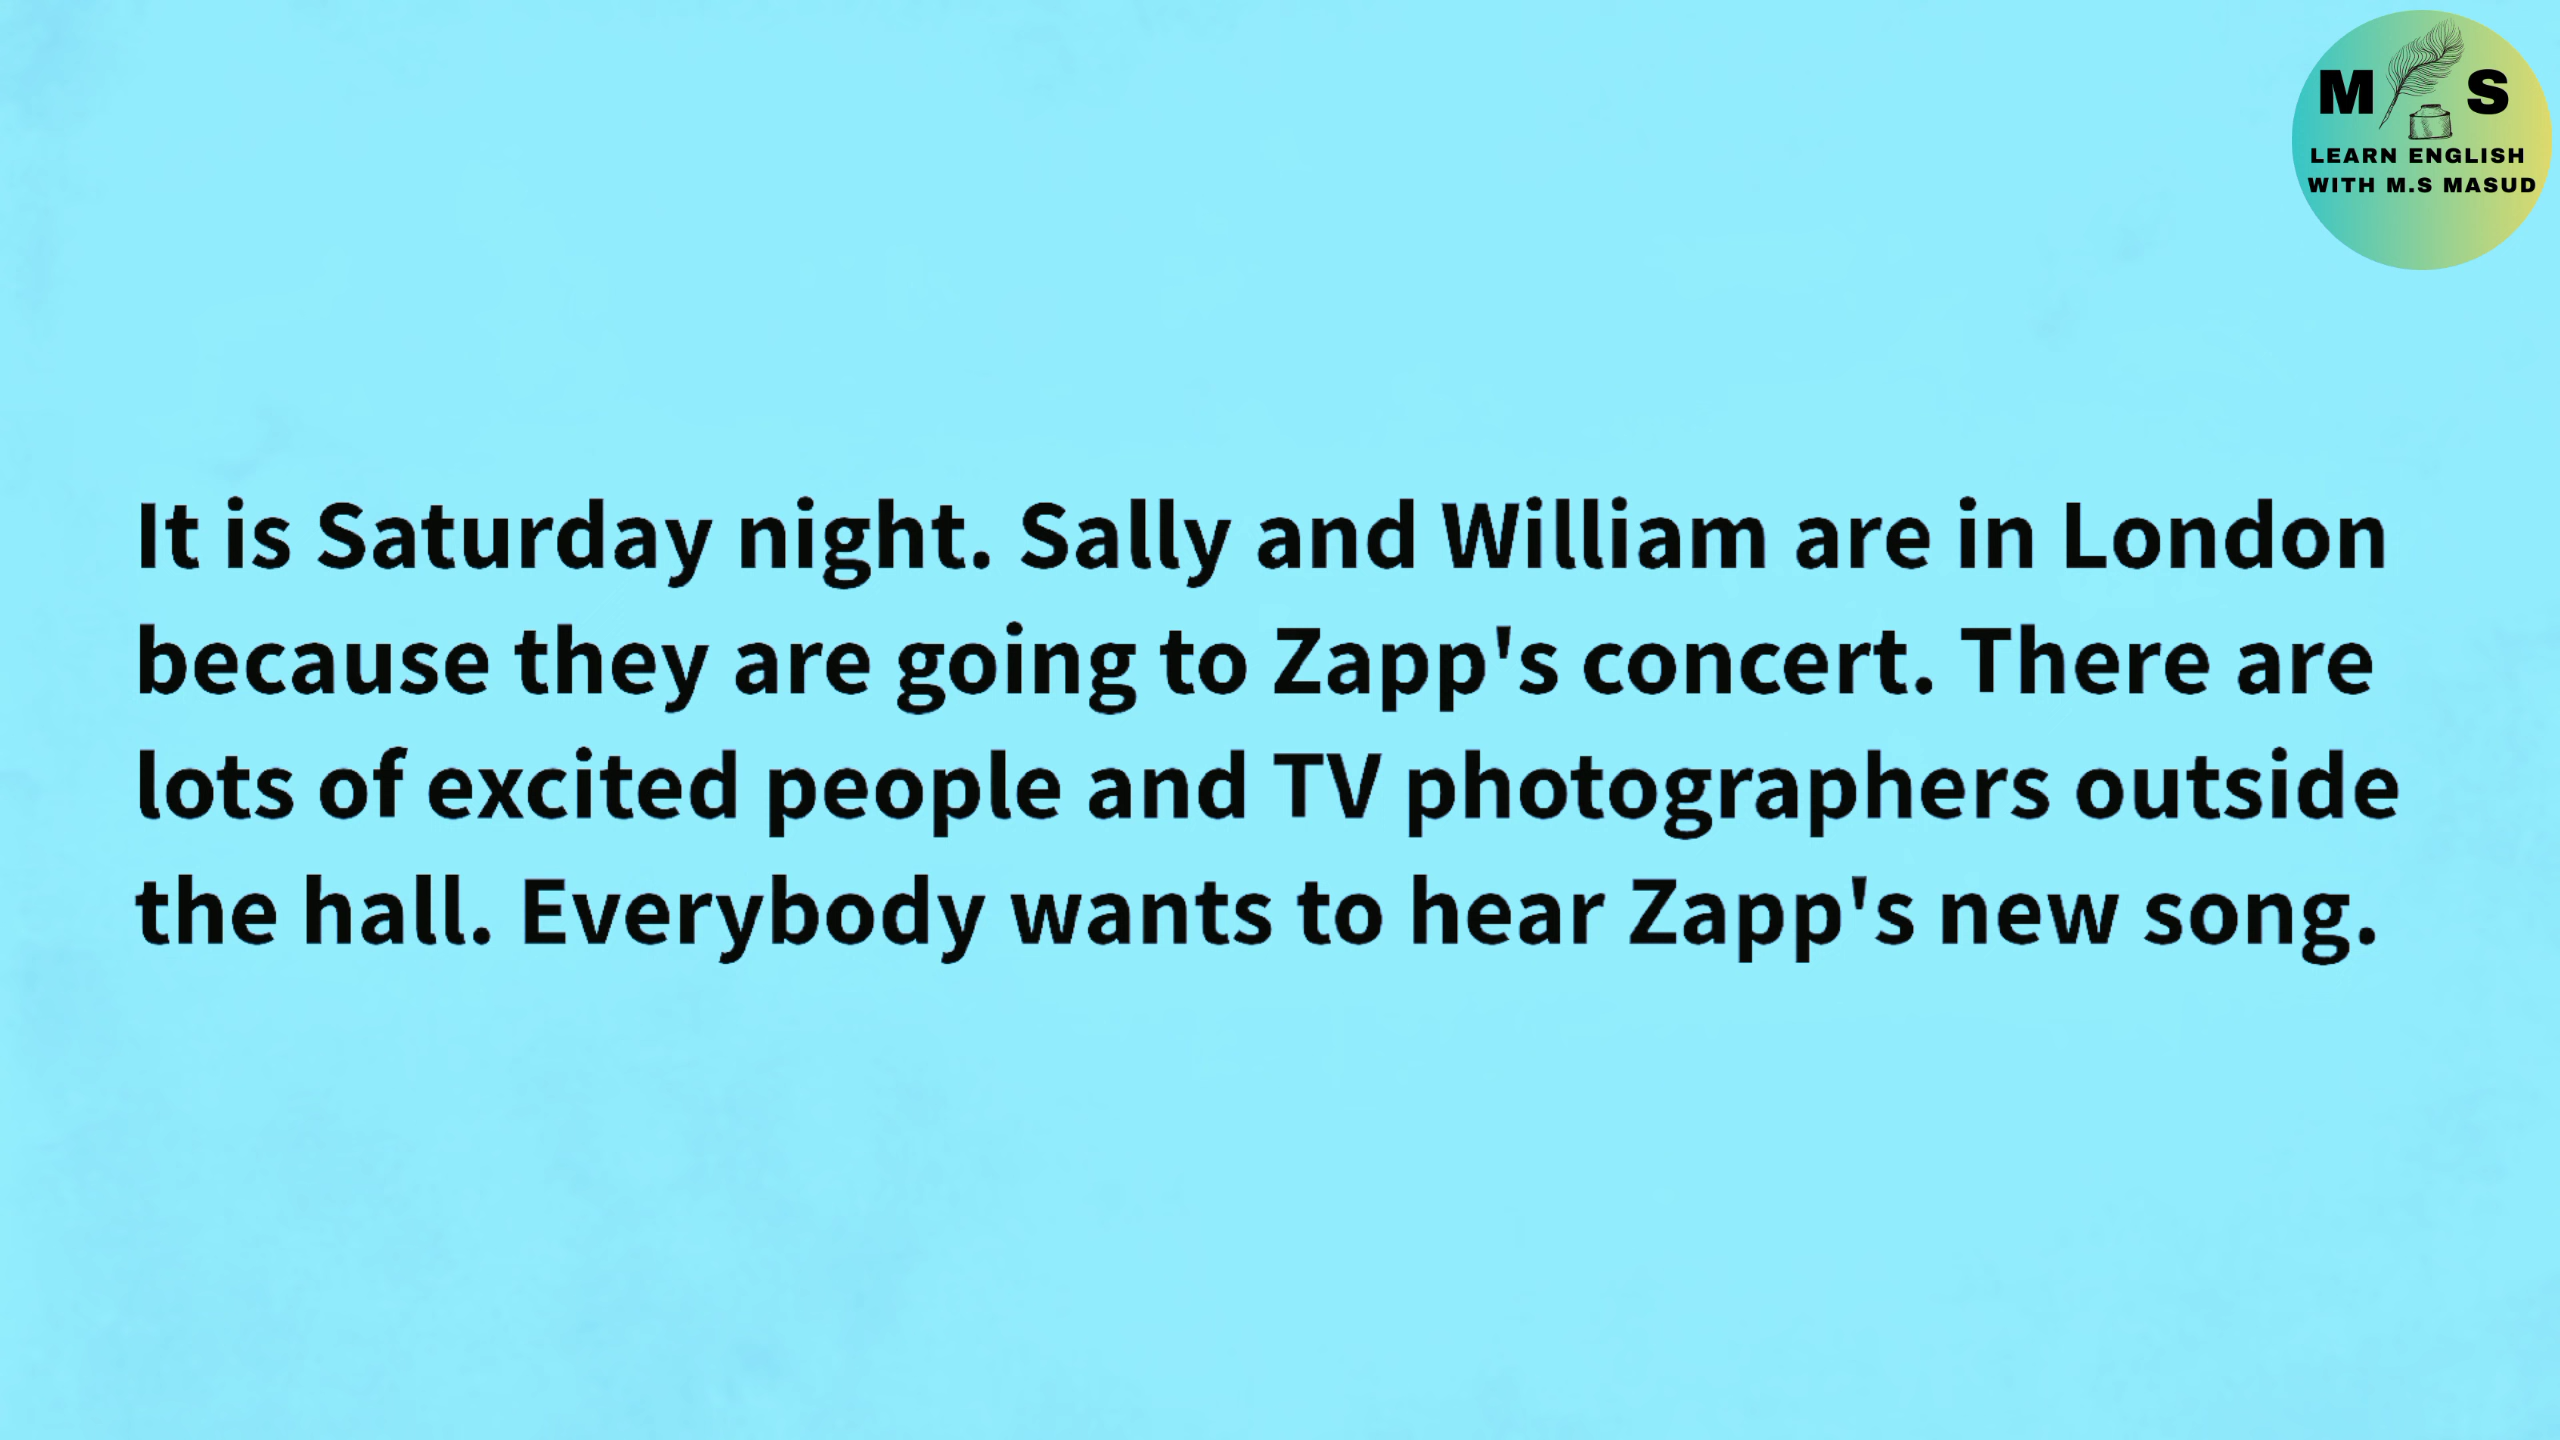 M S
LEARN ENGLISH
WITH M.S MASUD
It is Saturday night. Sally and William are in London
because they are going to Zapp's concert. There are
lots of excited people and TV photographers outside
the hall. Everybody wants to hear Zapp's new song.